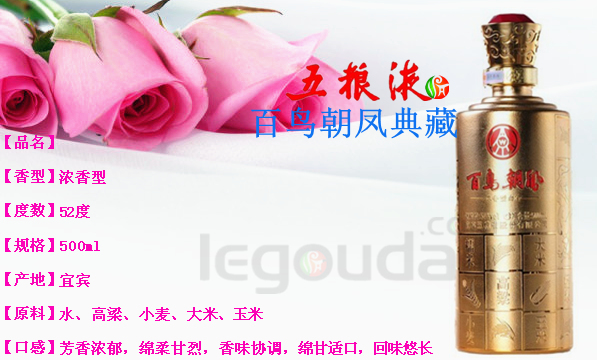 五粮液
百鸟朝凤典藏
【品名】
【香型】浓香型
【度数】52度
【规格】500ml
【产地】宜宾
【原料】水、高粱、小麦、大米、玉米
【口感】芳香浓郁，绵柔甘烈，香味协调，绵甘适口，回味悠长
百鸟朝凤
legouda
.co